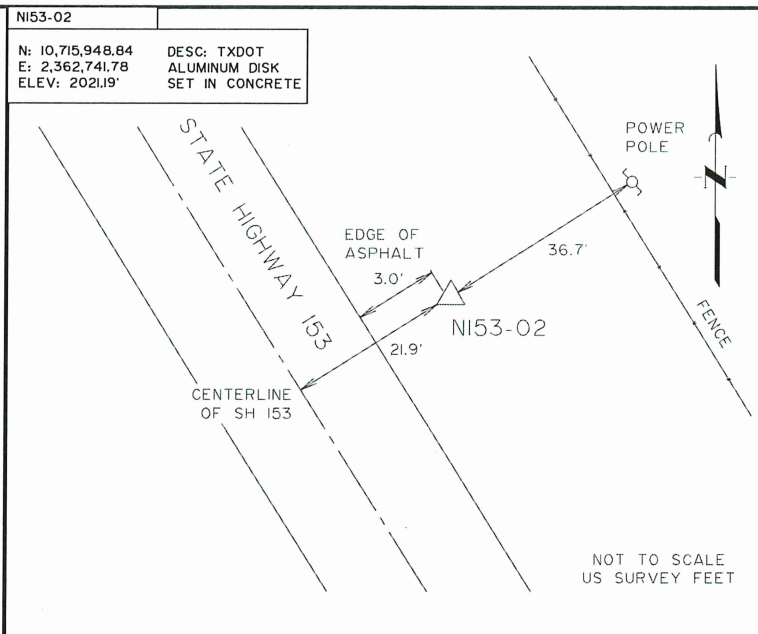 N153-02
N: 10,715,948.84
E: 2,362,741.78
ELEV: 2021.19'
DESC: TXDOT
ALUMINUM DISK
SET IN CONCRETE
STATE HIGHWAY 153
POWER
POLE
N
EDGE OF
ASPHALT
3.0'
36.7'
N153-02
21.9'
FENCE
CENTERLINE
OF SH 153
NOT TO SCALE
US SURVEY FEET